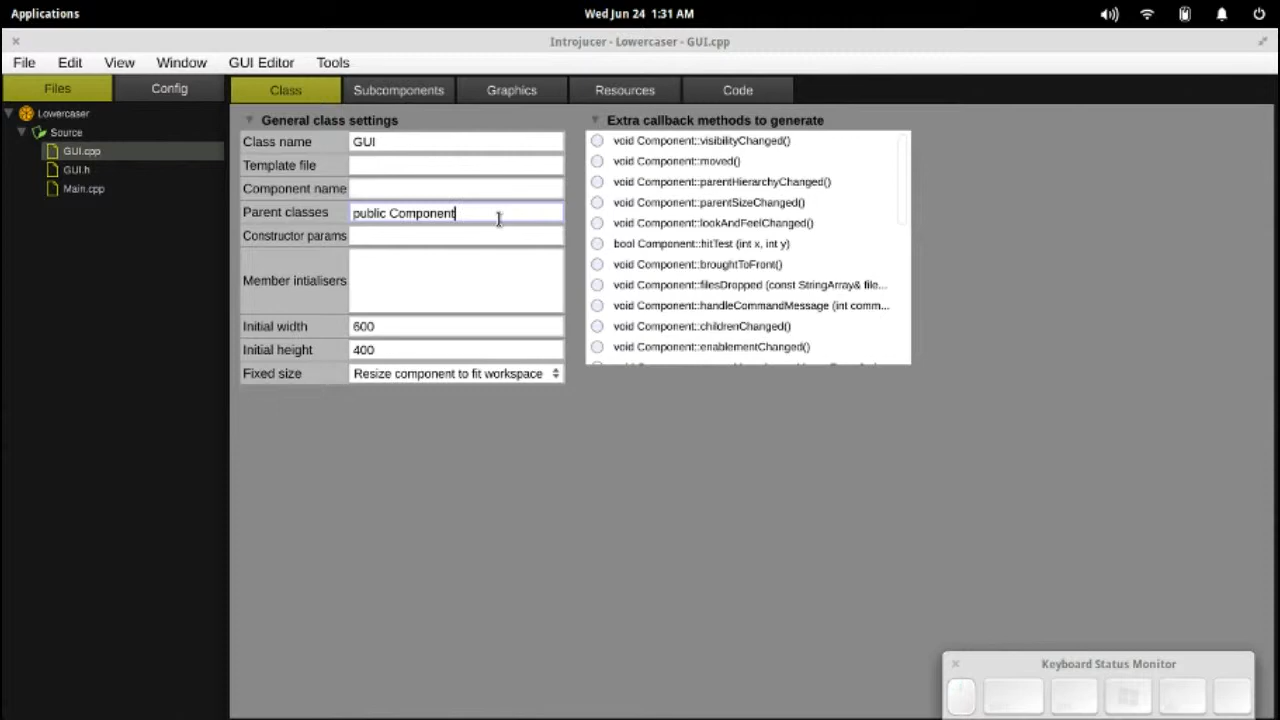 Applications
Wed Jun 24 1:31 AM
Introjucer - Lowercaser - GUI.cpp
File Edit View Window GUI Editor Tools
Files Config
Class Subcomponents Graphics Resources Code
Lowercaser
Source
GUI.cpp
GUI.h
Main.cpp
General class settings
Class name GUI
Template file
Component name
Parent classes public Component
Constructor params
Member intialisers
Initial width 600
Initial height 400
Fixed size Resize component to fit workspace
Extra callback methods to generate
void Component::visibilityChanged()
void Component::moved()
void Component::parentHierarchyChanged()
void Component::parentSizeChanged()
void Component::lookAndFeelChanged()
bool Component::hitTest (int x, int y)
void Component::broughtToFront()
void Component::filesDropped (const StringArray& file...
void Component::handleCommandMessage (int comm...
void Component::childrenChanged()
void Component::enablementChanged()
Keyboard Status Monitor